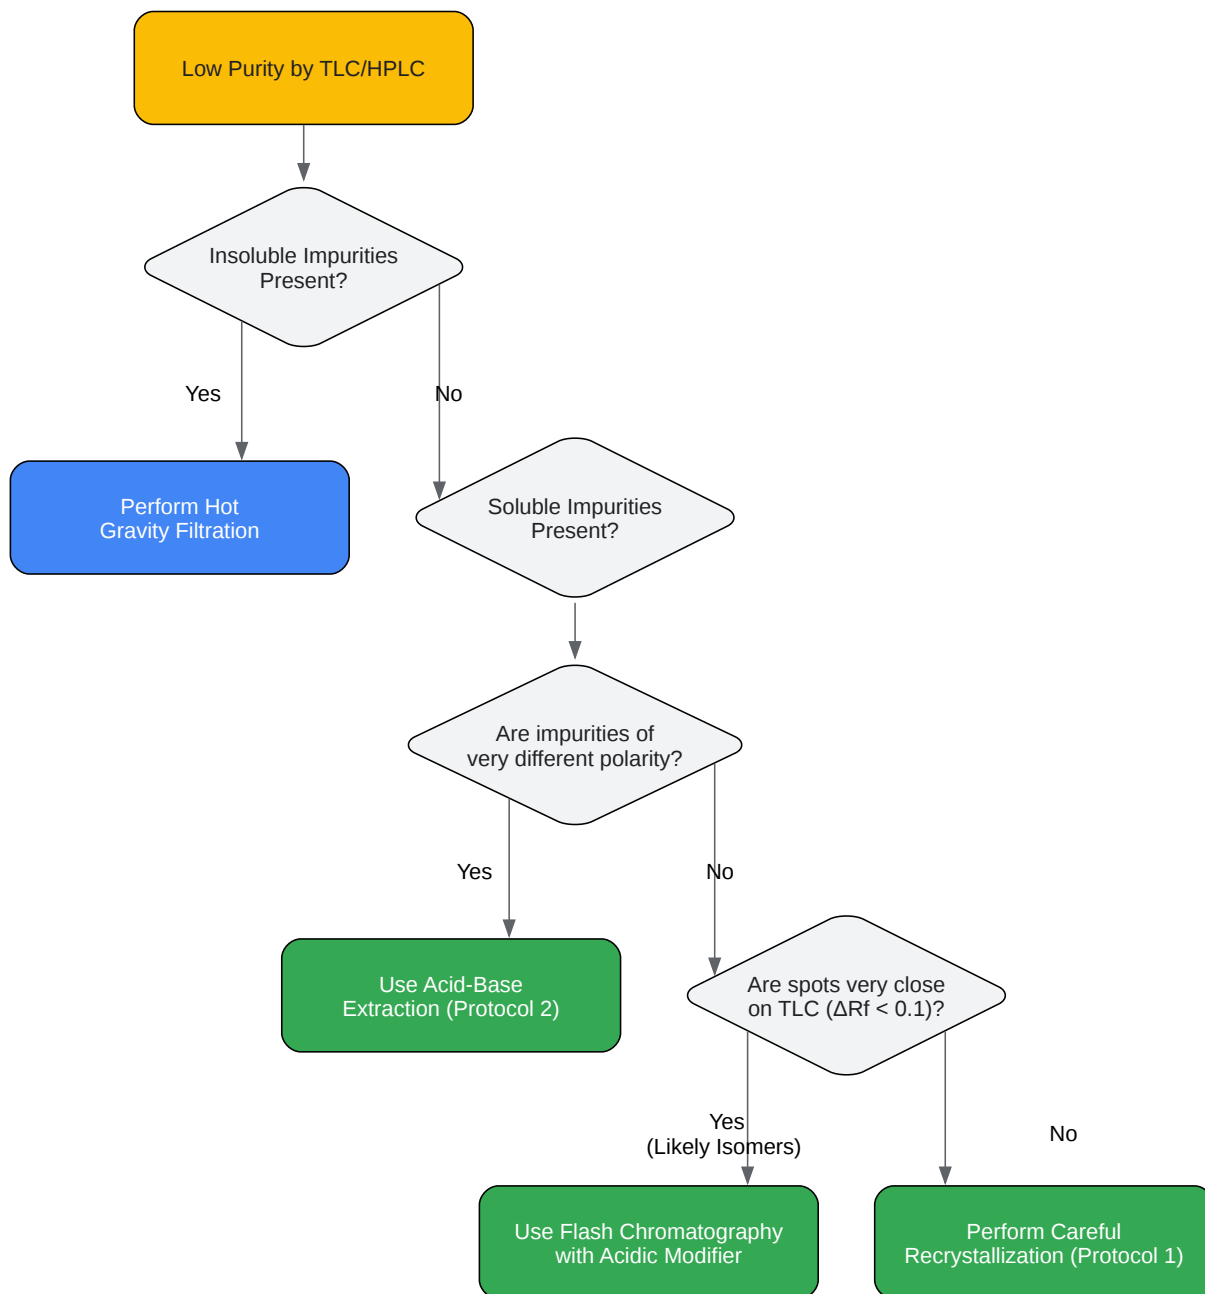 Low Purity by TLC/HPLC
Insoluble Impurities
Present?
Yes
No
Perform Hot
Gravity Filtration
Soluble Impurities
Present?
Are impurities of
very different polarity?
Yes
No
Use Acid-Base
Extraction (Protocol 2)
Are spots very close
on TLC (ΔRf < 0.1)?
Yes
(Likely Isomers)
No
Use Flash Chromatography
with Acidic Modifier
Perform Careful
Recrystallization (Protocol 1)